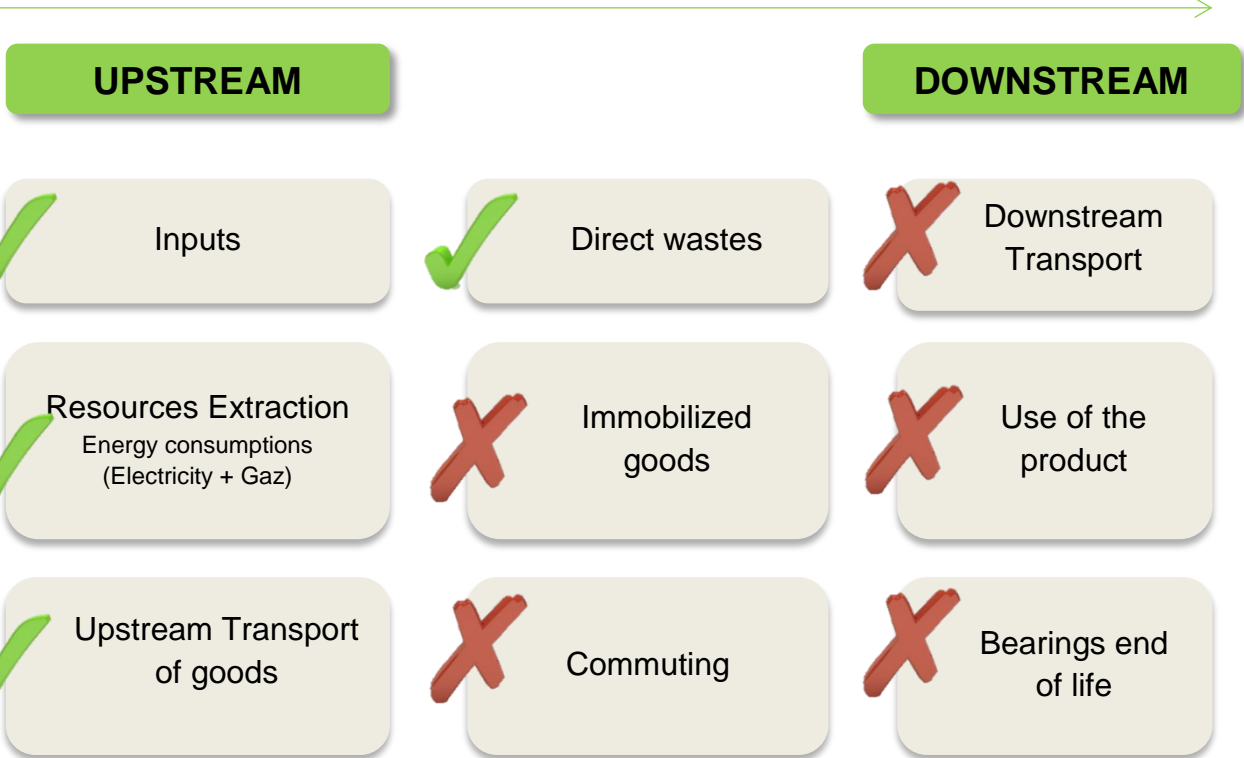 UPSTREAM
DOWNSTREAM
Inputs
Direct wastes
Downstream
Transport
Resources Extraction
Energy consumptions
(Electricity + Gaz)
Immobilized
goods
Use of the
product
Upstream Transport
of goods
Commuting
Bearings end
of life